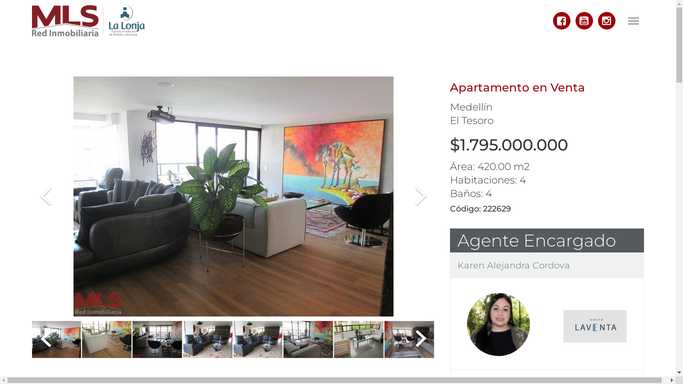 MLS
Red Inmobiliaria
La Lonja
Apartamento en Venta
Medellín
El Tesoro
$1.795.000.000
Área: 420.00 m2
Habitaciones: 4
Baños: 4
Código: 222629
MLS
Red Inmobiliaria
Agente Encargado
Karen Alejandra Cordova
LAVENTA